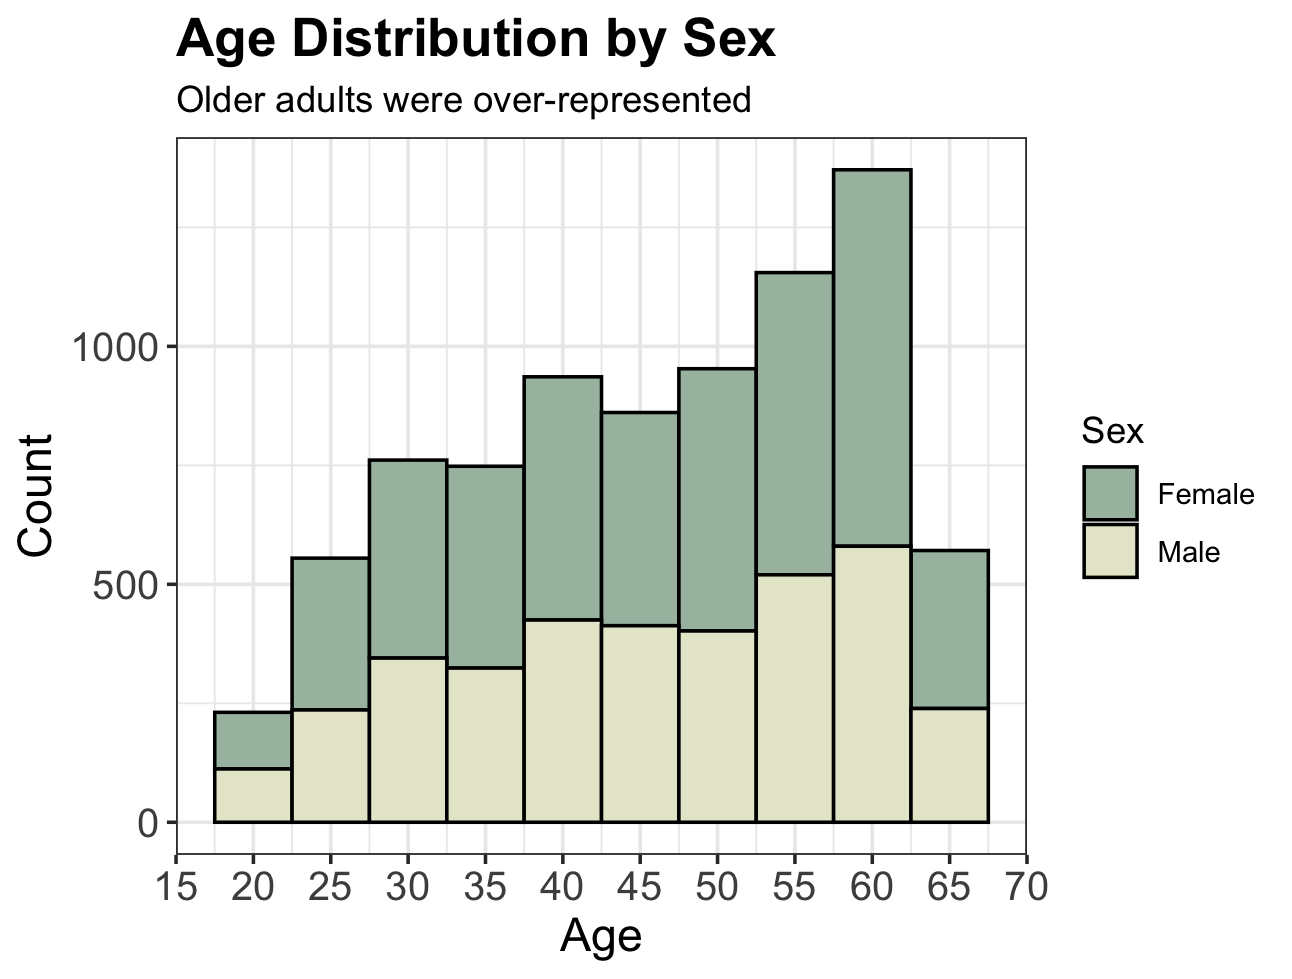 Age Distribution by Sex
Older adults were over-represented
1000
500
0
Count
15 20 25 30 35 40 45 50 55 60 65 70
Age
Sex
Female
Male